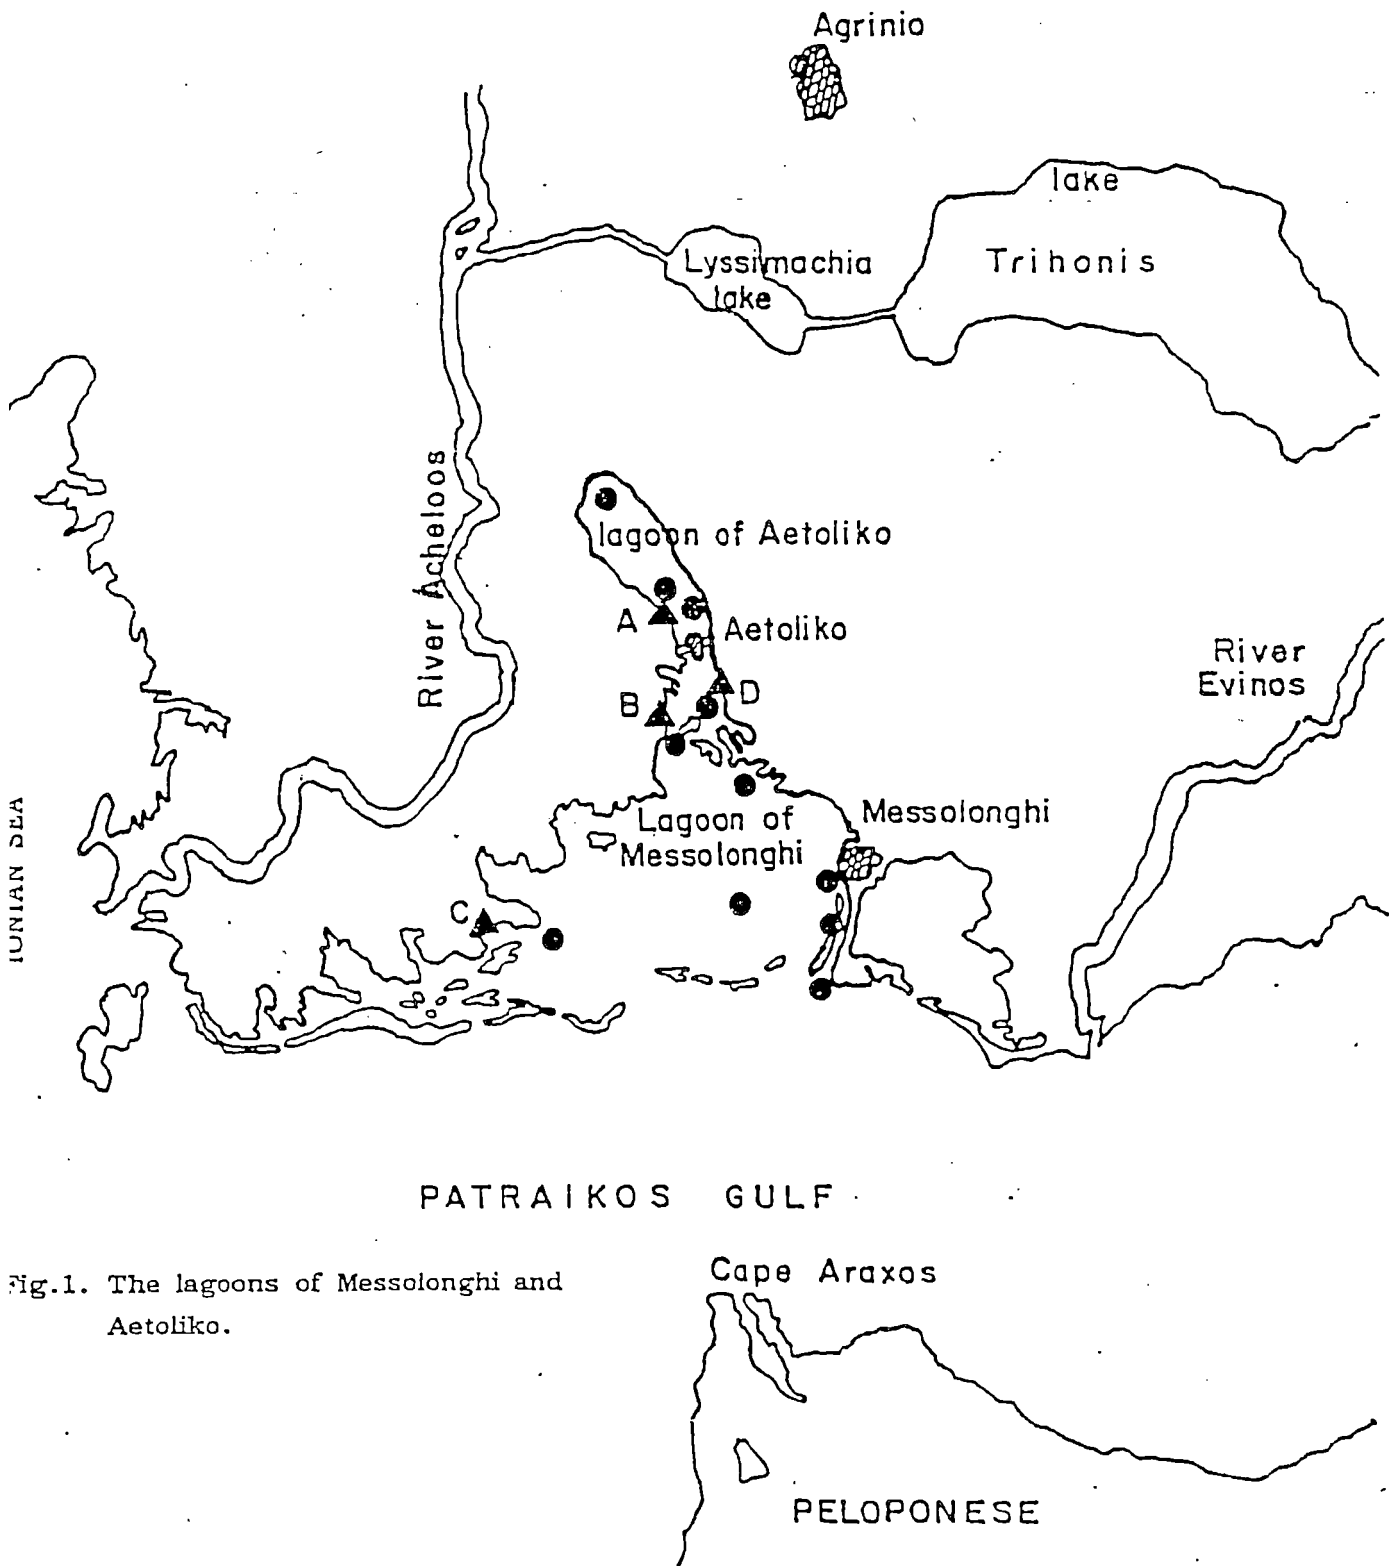 Agrinio
lake
Trihonis
Lyssimachia
lake
River Acheloos
lagoon of Aetoliko
A
Aetoliko
River
Evinos
B
D
IONIAN SEA
Messolonghi
Lagoon of
Messolonghi
C
PATRAIKOS GULF
Cape Araxos
Fig.1. The lagoons of Messolonghi and
Aetoliko.
PELOPONESE